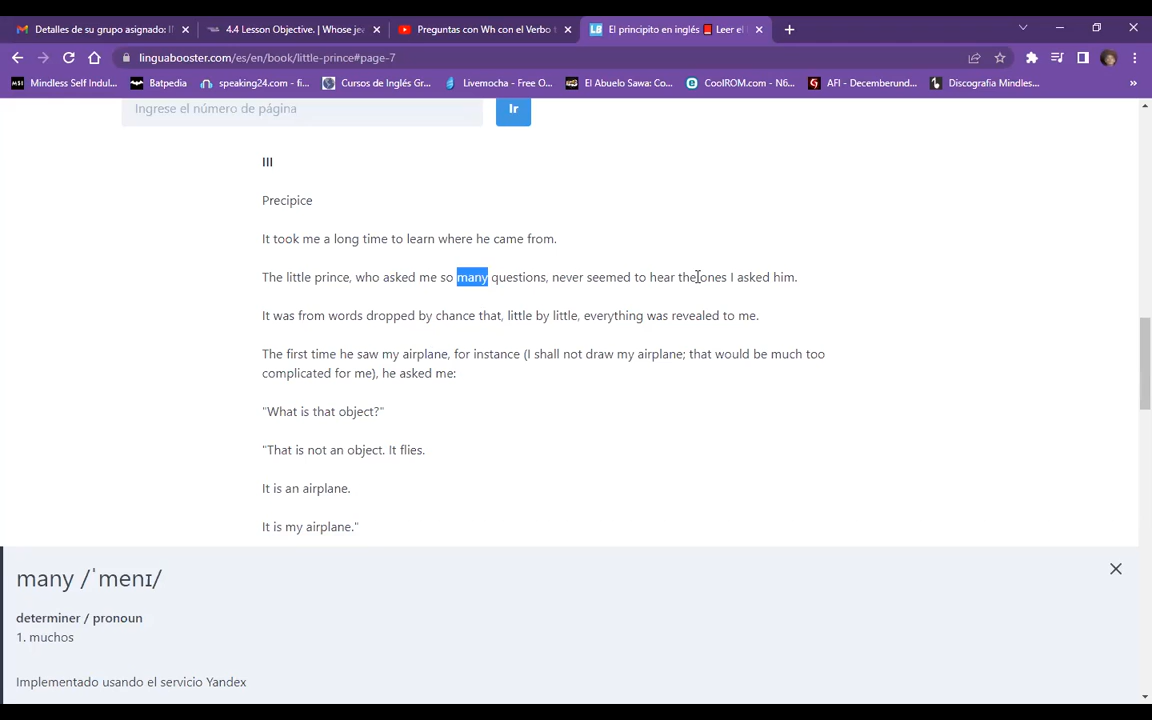 Detalles de su grupo asignado: I
4.4 Lesson Objective. | Whose je
Preguntas con Wh con el Verbo t
LB El principito en inglés 📕 Leer el l
linguabooster.com/es/en/book/little-prince#page-7
MSI Mindless Self Indul...
Batpedia
speaking24.com - fi...
Cursos de Inglés Gr...
Livemocha - Free O...
El Abuelo Sawa: Co...
CoolROM.com - N6...
AFI - Decemberund...
Discografia Mindles...
»
Ingrese el número de página
Ir
III
Precipice
It took me a long time to learn where he came from.
The little prince, who asked me so many questions, never seemed to hear the ones I asked him.
It was from words dropped by chance that, little by little, everything was revealed to me.
The first time he saw my airplane, for instance (I shall not draw my airplane; that would be much too
complicated for me), he asked me:
"What is that object?"
"That is not an object. It flies.
It is an airplane.
It is my airplane."
many /ˈmenɪ/
determiner / pronoun
1. muchos
Implementado usando el servicio Yandex